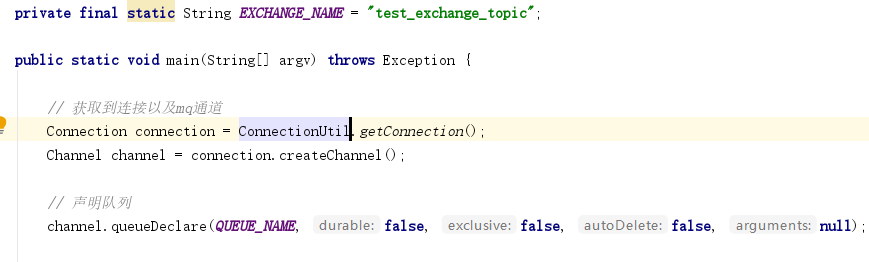 private final static String EXCHANGE_NAME = "test_exchange_topic";
public static void main(String[] argv) throws Exception {
// 获取到连接以及mq通道
Connection connection = ConnectionUtil.getConnection();
Channel channel = connection.createChannel();
// 声明队列
channel.queueDeclare(QUEUE_NAME, durable: false, exclusive: false, autoDelete: false, arguments: null);